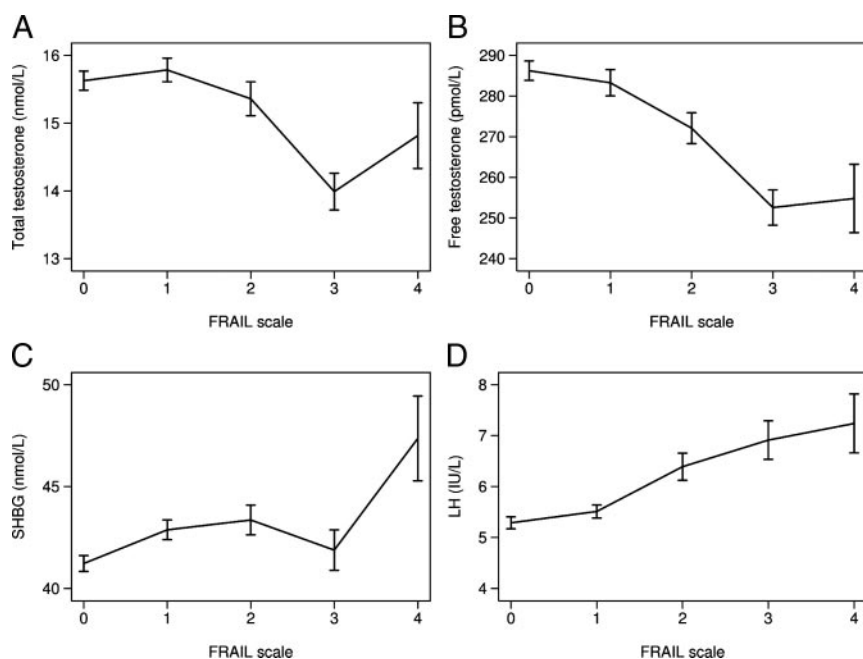 A
Total testosterone (nmol/L)
16
15
14
13
0 1 2 3 4
FRAIL scale
B
Free testosterone (pmol/L)
290
280
270
260
250
240
0 1 2 3 4
FRAIL scale
C
SHBG (nmol/L)
50
45
40
0 1 2 3 4
FRAIL scale
D
LH (IU/L)
8
7
6
5
4
0 1 2 3 4
FRAIL scale